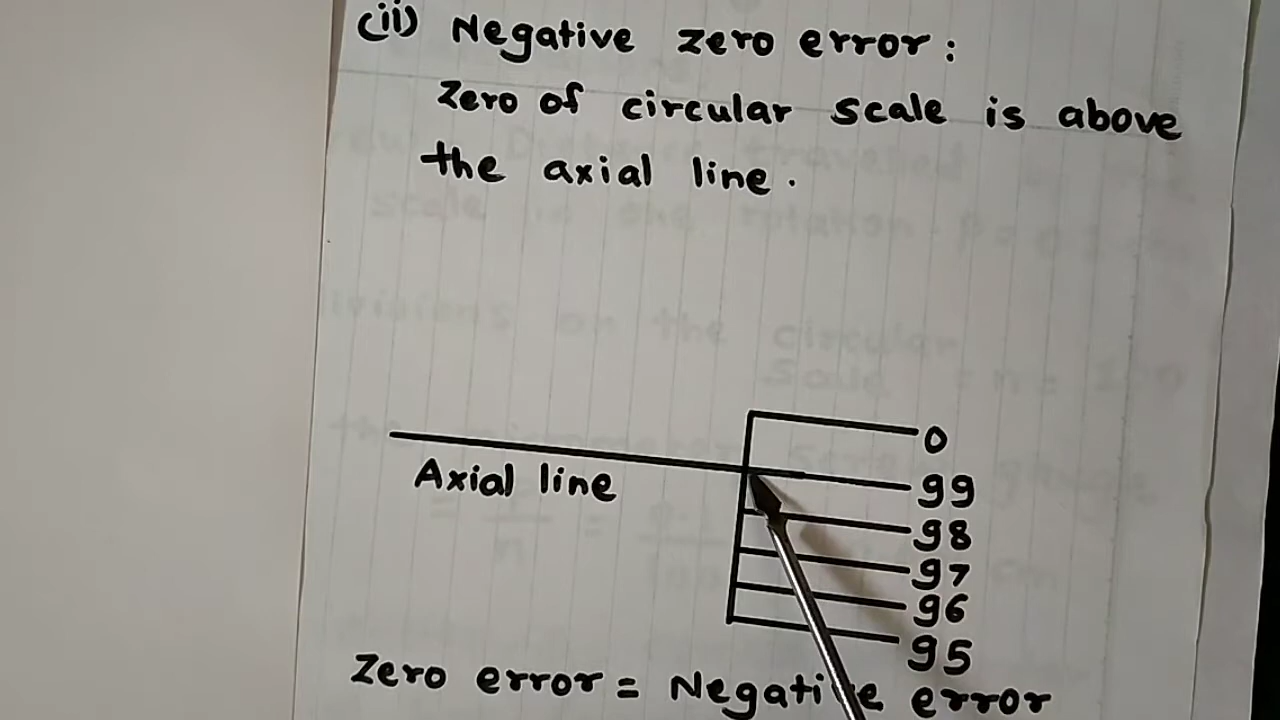 (ii) Negative zero error:
Zero of circular scale is above
the axial line.
0
Axial line
99
98
97
96
95
Zero error = Negative error